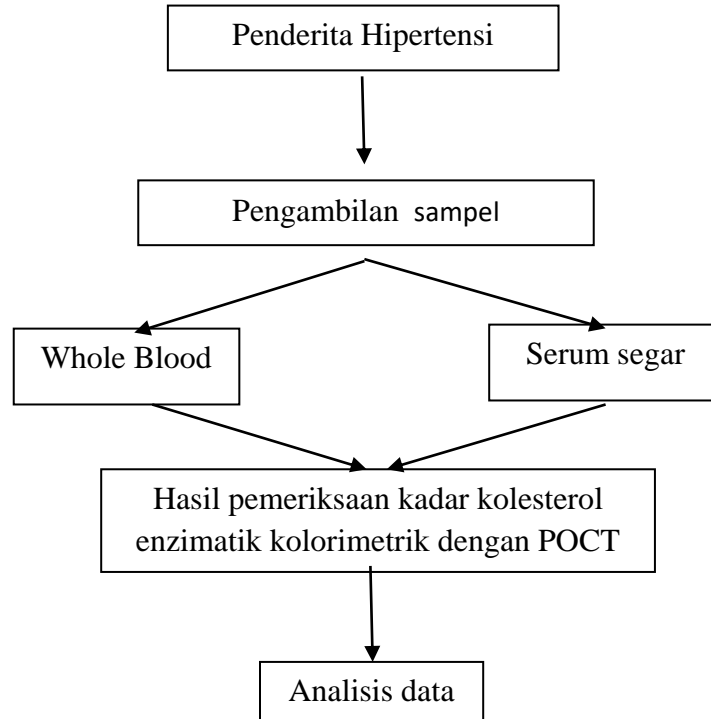 Penderita Hipertensi
Pengambilan sampel
Whole Blood
Serum segar
Hasil pemeriksaan kadar kolesterol
enzimatik kolorimetrik dengan POCT
Analisis data